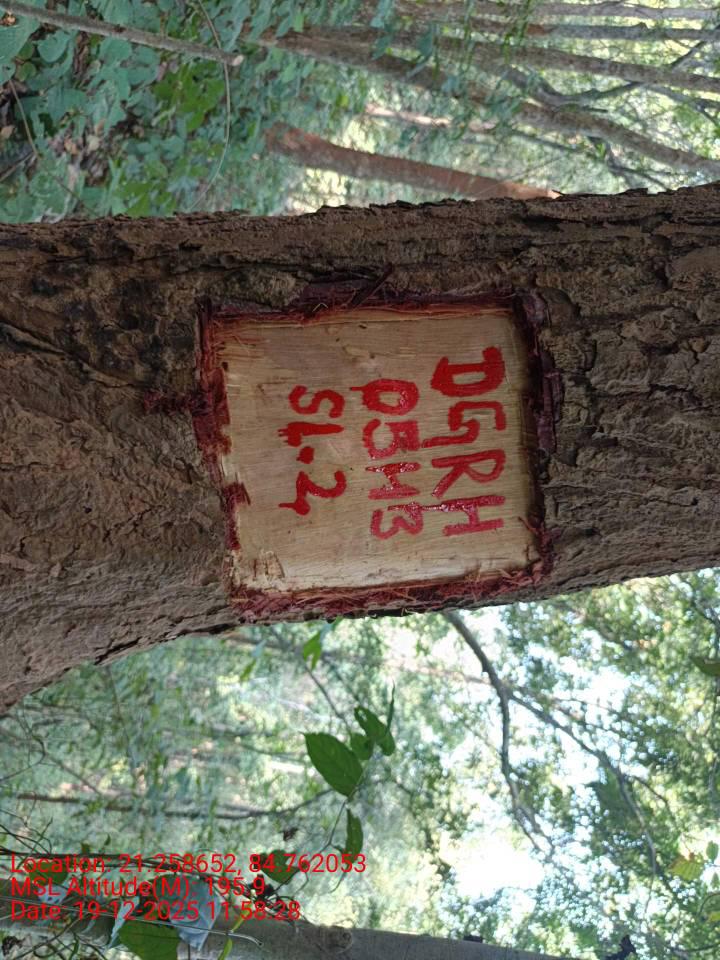 DGRH
05HB
SL.2
Location: 21.258652, 84.762053
MSL Altitude(M): 195.9
Date: 19-12-2025 11:58:28